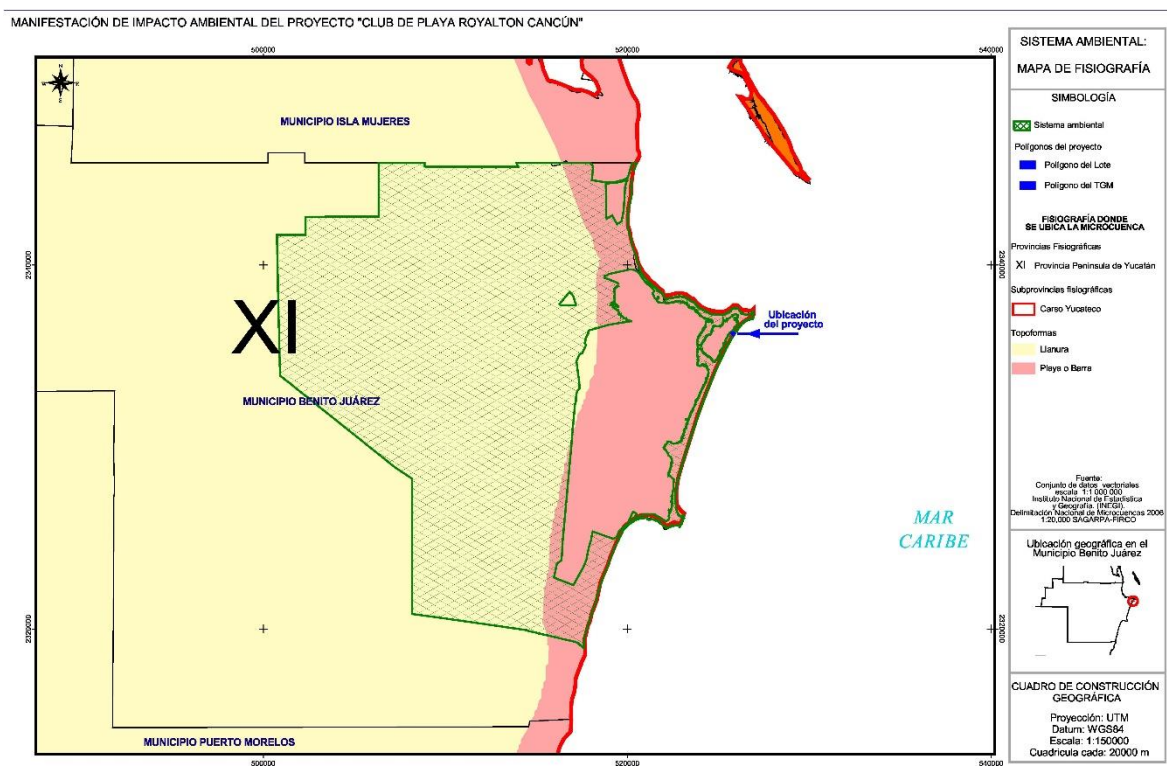 MANIFESTACIÓN DE IMPACTO AMBIENTAL DEL PROYECTO "CLUB DE PLAYA ROYALTON CANCÚN"
500000
520000
540000
N
S
MUNICIPIO ISLA MUJERES
2340000
2340000
XI
Ubicación
del proyecto
MUNICIPIO BENITO JUÁREZ
MAR
CARIBE
2320000
2320000
MUNICIPIO PUERTO MORELOS
500000
520000
540000
SISTEMA AMBIENTAL:
MAPA DE FISIOGRAFÍA
SIMBOLOGÍA
Sistema ambiental
Polígonos del proyecto
Polígono del Lote
Polígono del TGM
FISIOGRAFÍA DONDE
SE UBICA LA MICROCUENCA
Provincias Fisiográficas
XI Provincia Península de Yucatán
Subprovincias fisiográficas
Carso Yucateco
Topoformas
Llanura
Playa o Barra
Fuente:
Conjunto de datos vectoriales
escala 1:1 000 000
Instituto Nacional de Estadística
y Geografía. (INEGI).
Delimitación Nacional de Microcuencas 2006
1:20,000 SAGARPA-FIRCO
Ubicación geográfica en el
Municipio Benito Juárez
CUADRO DE CONSTRUCCIÓN
GEOGRÁFICA
Proyección: UTM
Datum: WGS84
Escala: 1:150000
Cuadrícula cada: 20000 m